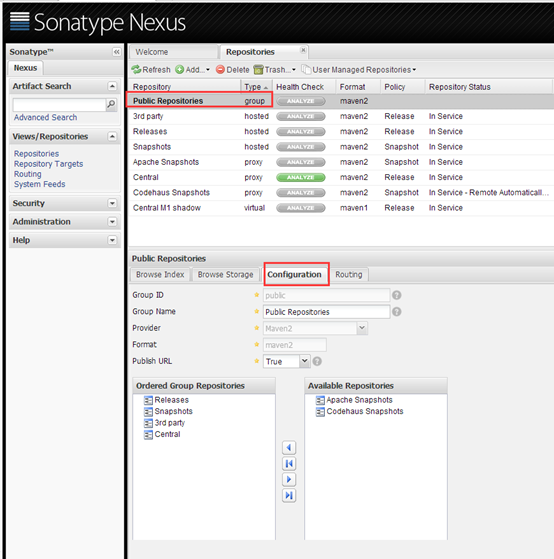 Sonatype Nexus
Sonatype™
Nexus
Artifact Search
Advanced Search
Views/Repositories
Repositories
Repository Targets
Routing
System Feeds
Security
Administration
Help
Welcome
Repositories
Refresh Add... Delete Trash... User Managed Repositories
Repository Type Health Check Format Policy Repository Status
Public Repositories group ANALYZE maven2
3rd party hosted ANALYZE maven2 Release In Service
Releases hosted ANALYZE maven2 Release In Service
Snapshots hosted ANALYZE maven2 Snapshot In Service
Apache Snapshots proxy ANALYZE maven2 Snapshot In Service
Central proxy ANALYZE maven2 Release In Service
Codehaus Snapshots proxy ANALYZE maven2 Snapshot In Service - Remote Automaticall...
Central M1 shadow virtual ANALYZE maven1 Release In Service
Public Repositories
Browse Index Browse Storage Configuration Routing
Group ID public
Group Name Public Repositories
Provider Maven2
Format maven2
Publish URL True
Ordered Group Repositories
Releases
Snapshots
3rd party
Central
Available Repositories
Apache Snapshots
Codehaus Snapshots